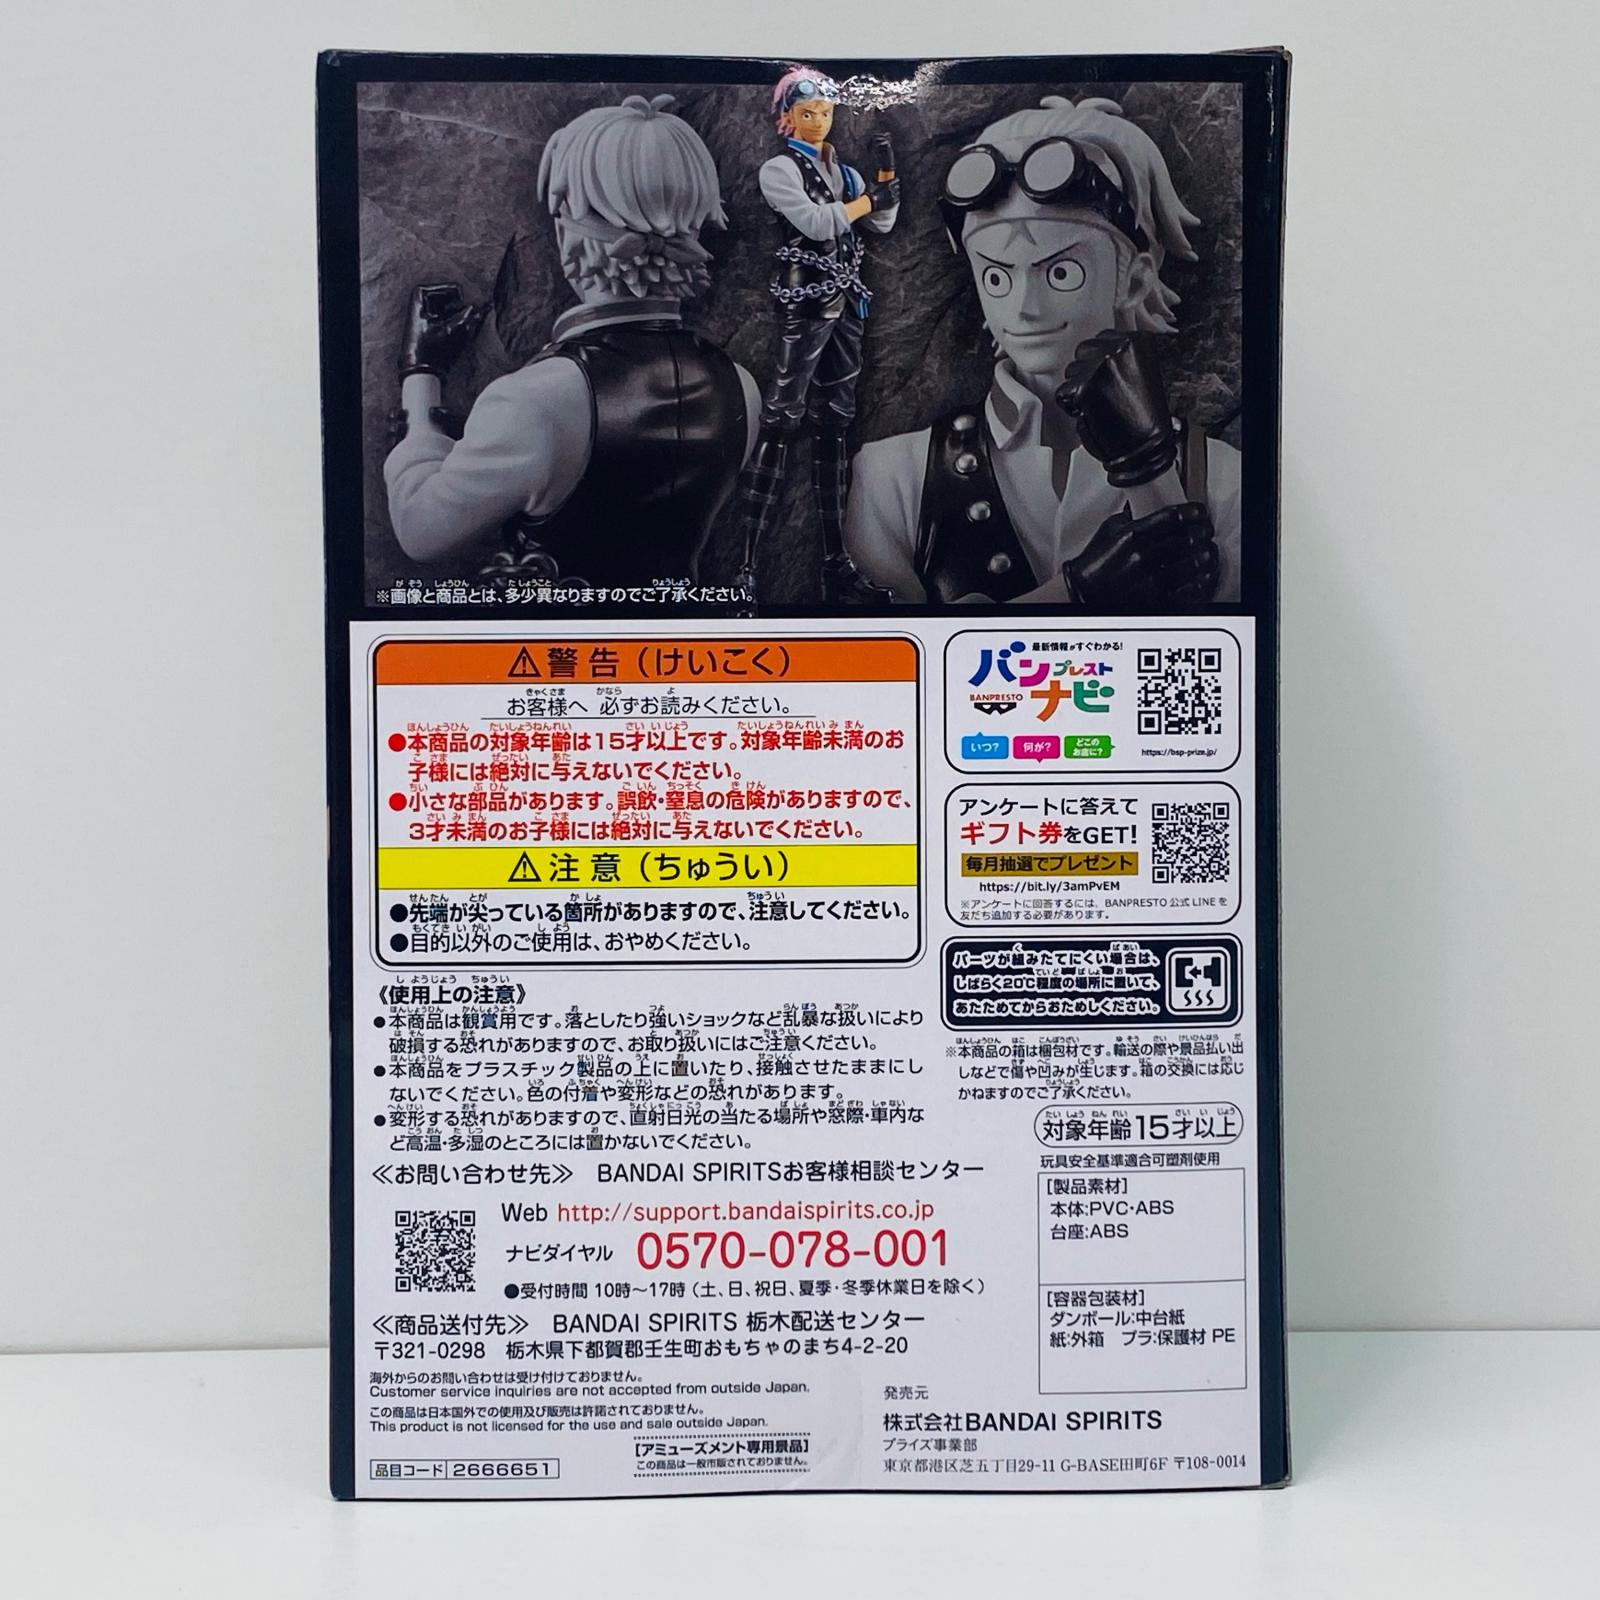 ※画像と商品とは、多少異なりますのでご了承ください。
⚠警告（けいこく）
お客様へ 必ずお読みください。
●本商品の対象年齢は15才以上です。対象年齢未満のお
子様には絶対に与えないでください。
●小さな部品があります。誤飲・窒息の危険がありますので、
3才未満のお子様には絶対に与えないでください。
⚠注意（ちゅうい）
●先端が尖っている箇所がありますので、注意してください。
●目的以外のご使用は、おやめください。
《使用上の注意》
●本商品は観賞用です。落としたり強いショックなど乱暴な扱いにより
破損する恐れがありますので、お取り扱いにはご注意ください。
●本商品をプラスチック製品の上に置いたり、接触させたままにし
ないでください。色の付着や変形などの恐れがあります。
●変形する恐れがありますので、直射日光の当たる場所や窓際・車内な
ど高温・多湿のところには置かないでください。
≪お問い合わせ先≫ BANDAI SPIRITSお客様相談センター
Web http://support.bandaispirits.co.jp
ナビダイヤル 0570-078-001
●受付時間 10時～17時（土、日、祝日、夏季・冬季休業日を除く）
≪商品送付先≫ BANDAI SPIRITS 栃木配送センター
〒321-0298 栃木県下都賀郡壬生町おもちゃのまち4-2-20
海外からのお問い合わせは受け付けておりません。
Customer service inquiries are not accepted from outside Japan.
この商品は日本国外での使用及び販売は許諾されておりません。
This product is not licensed for the use and sale outside Japan.
［アミューズメント専用景品］
この商品は一般市販されておりません。
品目コード 2666651
最新情報がすぐわかる!
バンプレスト
ナビ
BANPRESTO
いつ? 何が? どこのお店に?
https://bsp-prize.jp/
アンケートに答えて
ギフト券をGET!
毎月抽選でプレゼント
https://bit.ly/3amPvEM
※アンケートに回答するには、BANPRESTO 公式 LINE を
友だち追加する必要があります。
パーツが組みたてにくい場合は、
しばらく20℃程度の場所に置いて、
あたためてからおためしください。
※本商品の箱は梱包材です。輸送の際や景品払い出
しなどで傷や凹みが生じます。箱の交換には応じ
かねますのでご了承ください。
対象年齢15才以上
玩具安全基準適合可塑剤使用
［製品素材］
本体:PVC・ABS
台座:ABS
［容器包装材］
ダンボール:中台紙
紙:外箱 プラ:保護材 PE
発売元
株式会社BANDAI SPIRITS
プライズ事業部
東京都港区芝五丁目29-11 G-BASE田町6F 〒108-0014